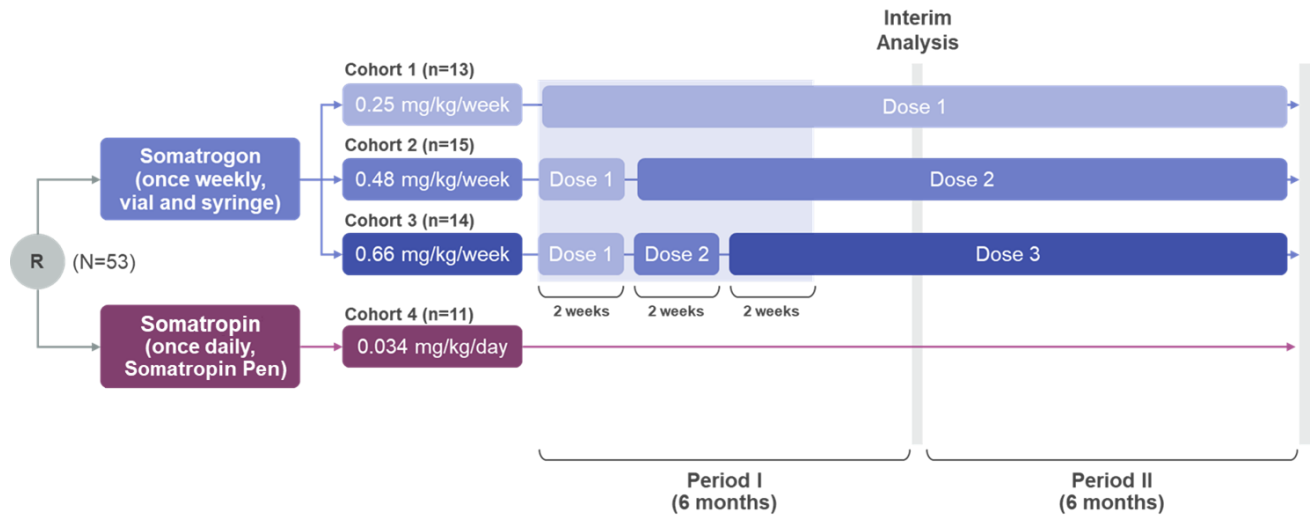 Interim
Analysis
Cohort 1 (n=13)
0.25 mg/kg/week
Dose 1
Somatrogon
(once weekly,
vial and syringe)
Cohort 2 (n=15)
0.48 mg/kg/week
Dose 1
Dose 2
Cohort 3 (n=14)
0.66 mg/kg/week
Dose 1
Dose 2
Dose 3
R
(N=53)
2 weeks
2 weeks
2 weeks
Somatropin
(once daily,
Somatropin Pen)
Cohort 4 (n=11)
0.034 mg/kg/day
Period I
(6 months)
Period II
(6 months)